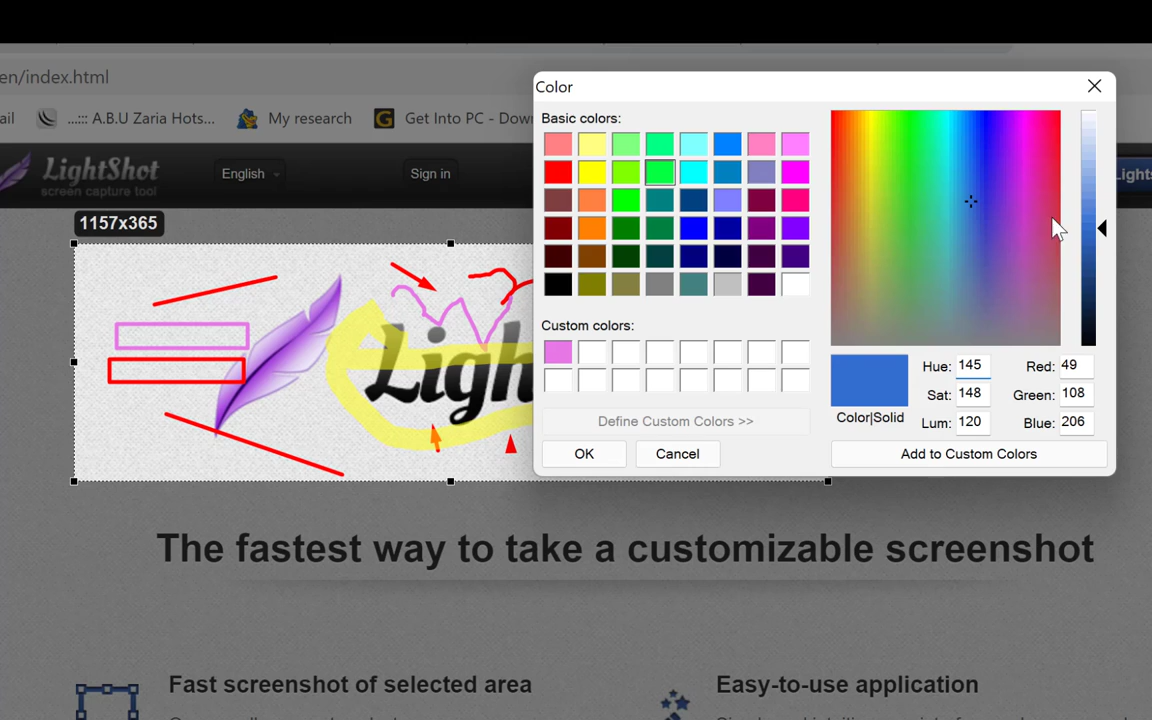 en/index.html
ail ...::: A.B.U Zaria Hots... My research Get Into PC - Dow
LightShot
screen capture tool
English
Sign in
Lights
1157x365
Ligh
Color
Basic colors:
Custom colors:
Define Custom Colors >>
OK
Cancel
Color|Solid
Hue: 145
Sat: 148
Lum: 120
Red: 49
Green: 108
Blue: 206
Add to Custom Colors
The fastest way to take a customizable screenshot
Fast screenshot of selected area
Easy-to-use application